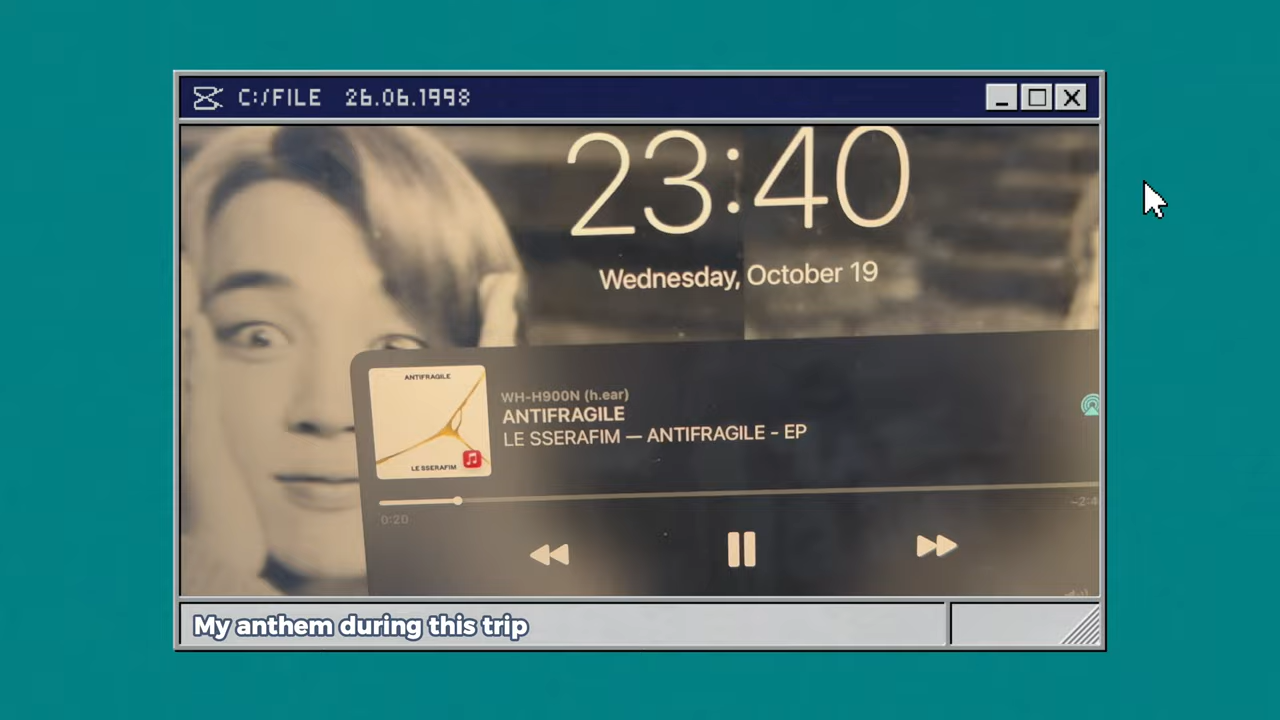 C:/FILE 26.06.1998
23:40
Wednesday, October 19
ANTIFRAGILE
LE SSERAFIM
WH-H900N (h.ear)
ANTIFRAGILE
LE SSERAFIM — ANTIFRAGILE - EP
0:20
My anthem during this trip